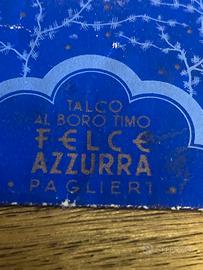 TALCO
AL BORO TIMO
FELCE
AZZURRA
PAGLIERI